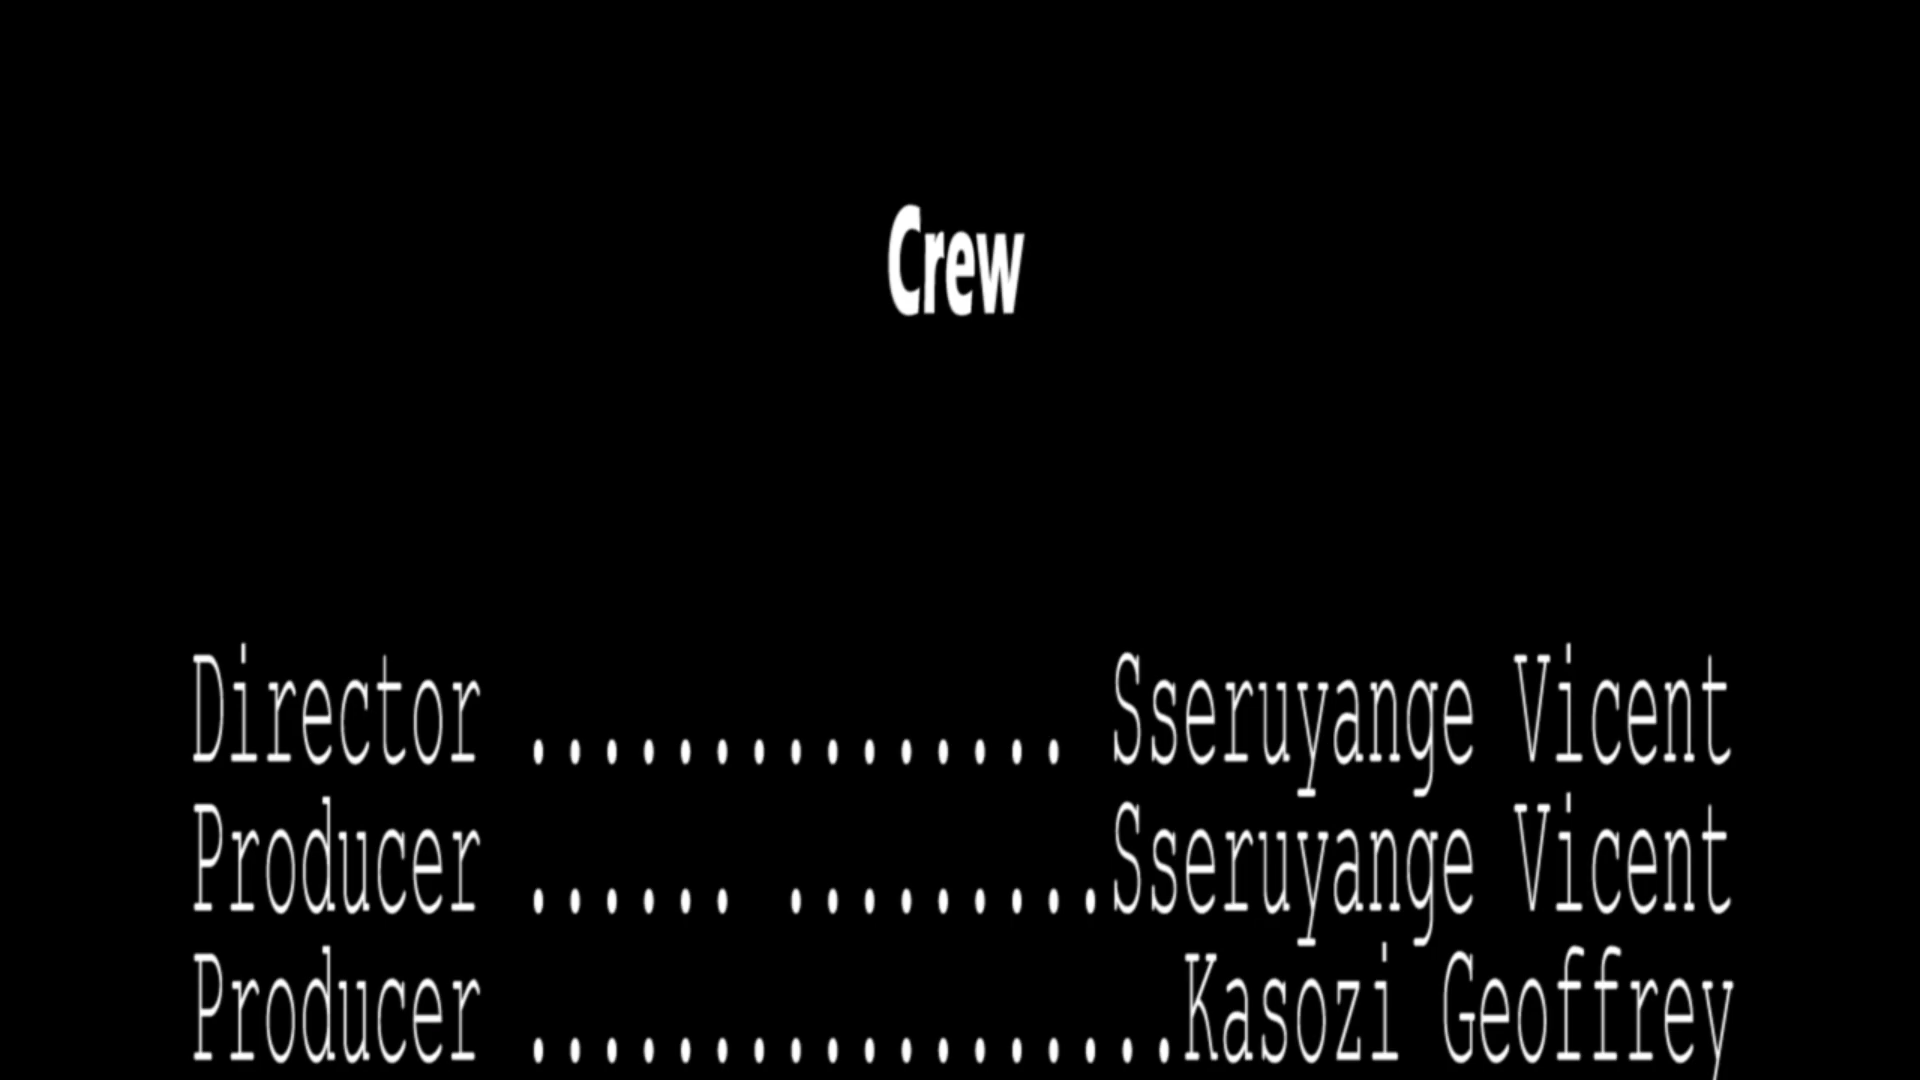 Crew
Director ............... Sseruyange Vicent
Producer ...... .........Sseruyange Vicent
Producer ..................Kasozi Geoffrey